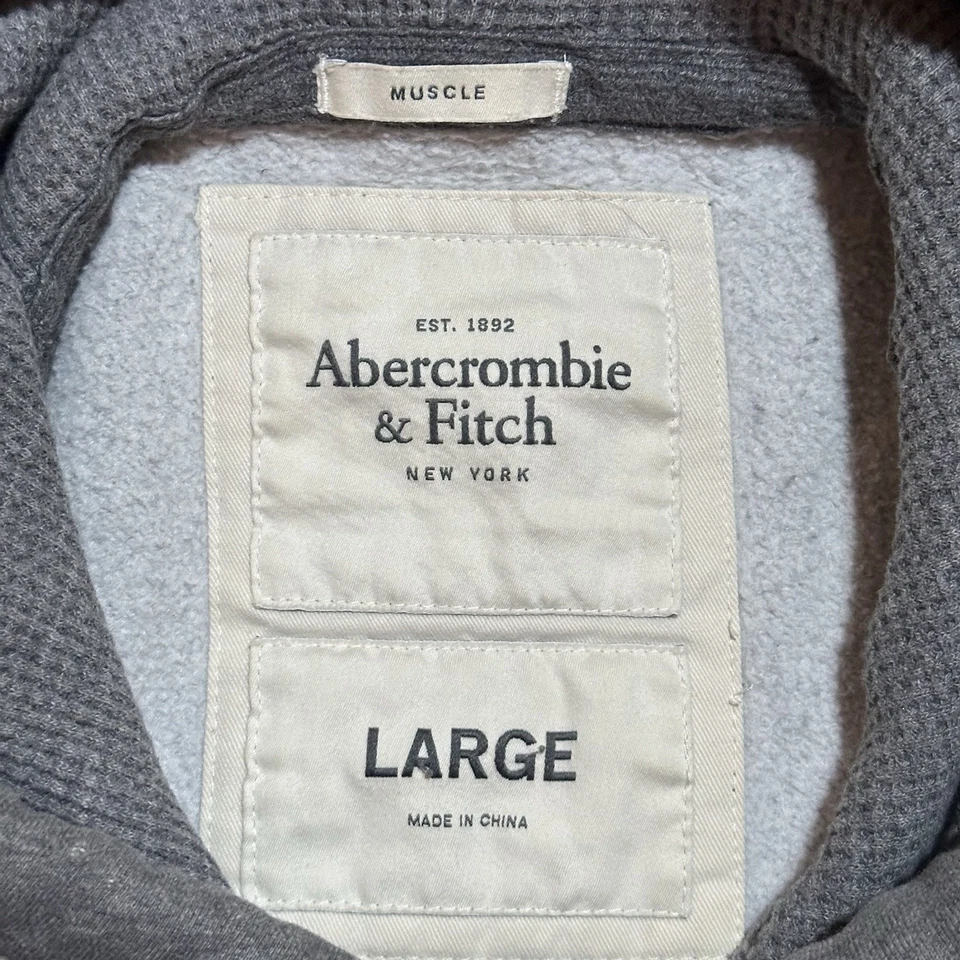 MUSCLE
EST. 1892
Abercrombie
& Fitch
NEW YORK
LARGE
MADE IN CHINA